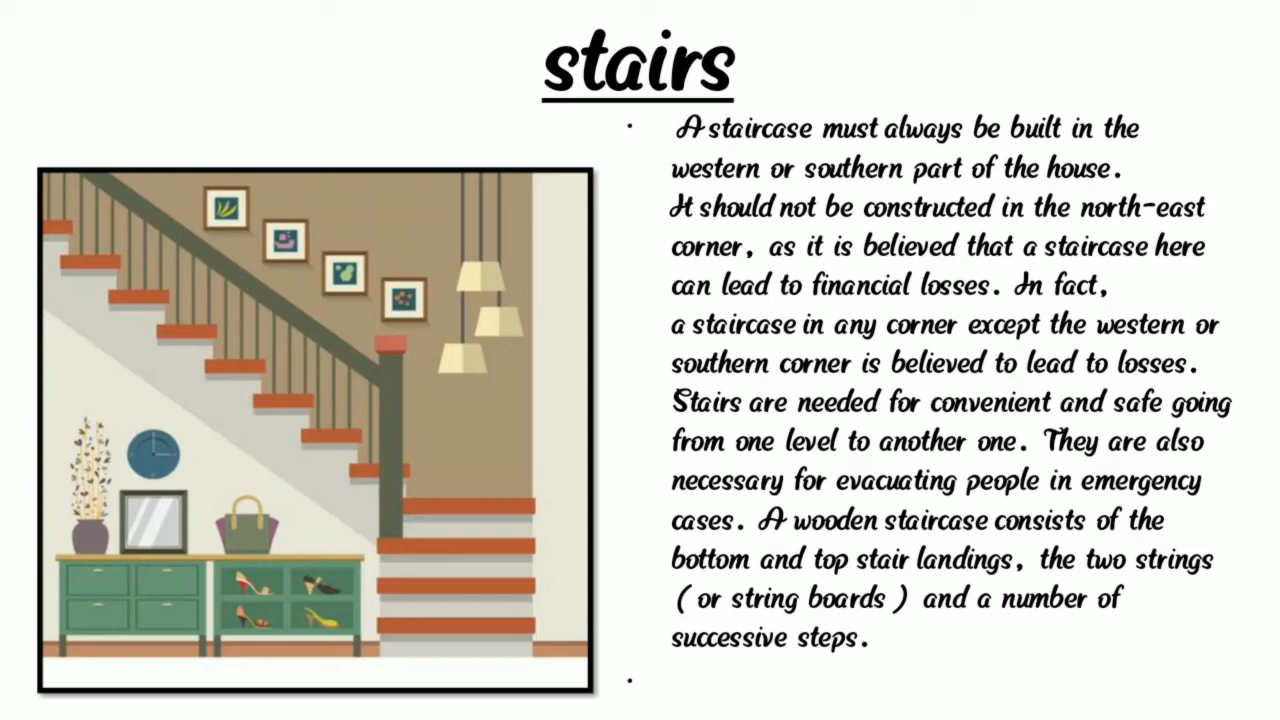 stairs
• A staircase must always be built in the
western or southern part of the house.
It should not be constructed in the north-east
corner, as it is believed that a staircase here
can lead to financial losses. In fact,
a staircase in any corner except the western or
southern corner is believed to lead to losses.
Stairs are needed for convenient and safe going
from one level to another one. They are also
necessary for evacuating people in emergency
cases. A wooden staircase consists of the
bottom and top stair landings, the two strings
( or string boards ) and a number of
successive steps.
•